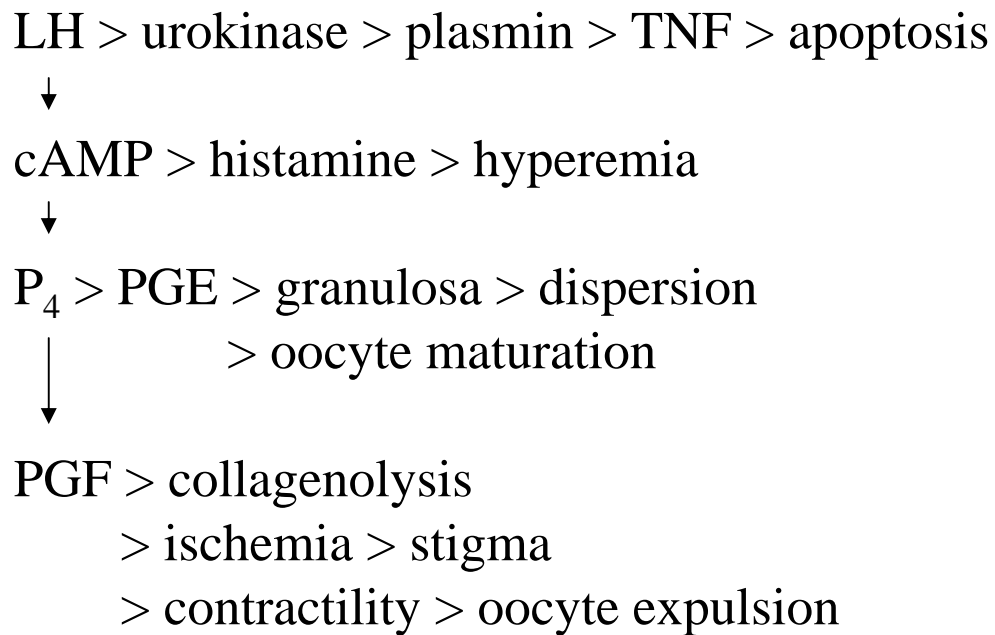 LH > urokinase > plasmin > TNF > apoptosis
cAMP > histamine > hyperemia
P₄ > PGE > granulosa > dispersion
> oocyte maturation
PGF > collagenolysis
> ischemia > stigma
> contractility > oocyte expulsion